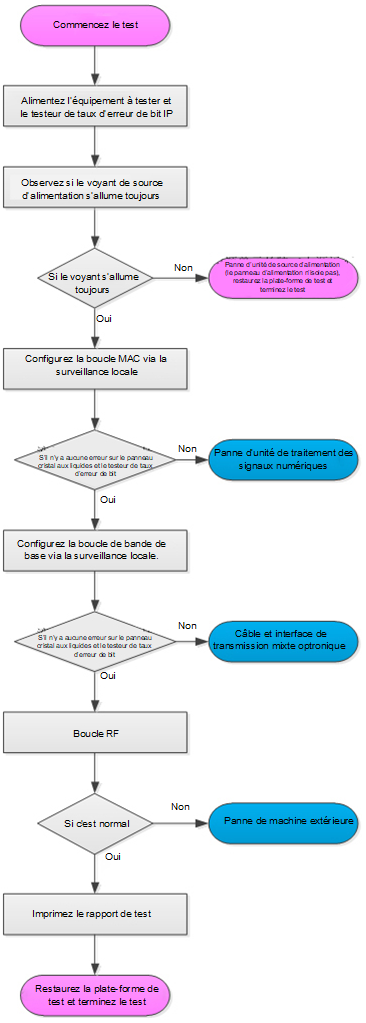 Commencez le test
Alimentez l'équipement à tester et
le testeur de taux d'erreur de bit IP
Observez si le voyant de source
d'alimentation s'allume toujours
Si le voyant s'allume
toujours
Non
Panne d'unité de source d'alimentation
(le panneau d'alimentation n'isole pas),
restaurez la plate-forme de test et
terminez le test
Oui
Configurez la boucle MAC via la
surveillance locale
S'il n'y a aucune erreur sur le panneau
cristal aux liquides et le testeur de taux
d'erreur de bit
Non
Panne d'unité de traitement des
signaux numériques
Oui
Configurez la boucle de bande de
base via la surveillance locale.
S'il n'y a aucune erreur sur le panneau
cristal aux liquides et le testeur de taux
d'erreur de bit
Non
Câble et interface de
transmission mixte optronique
Oui
Boucle RF
Si c'est normal
Non
Panne de machine extérieure
Oui
Imprimez le rapport de test
Restaurez la plate-forme de
test et terminez le test